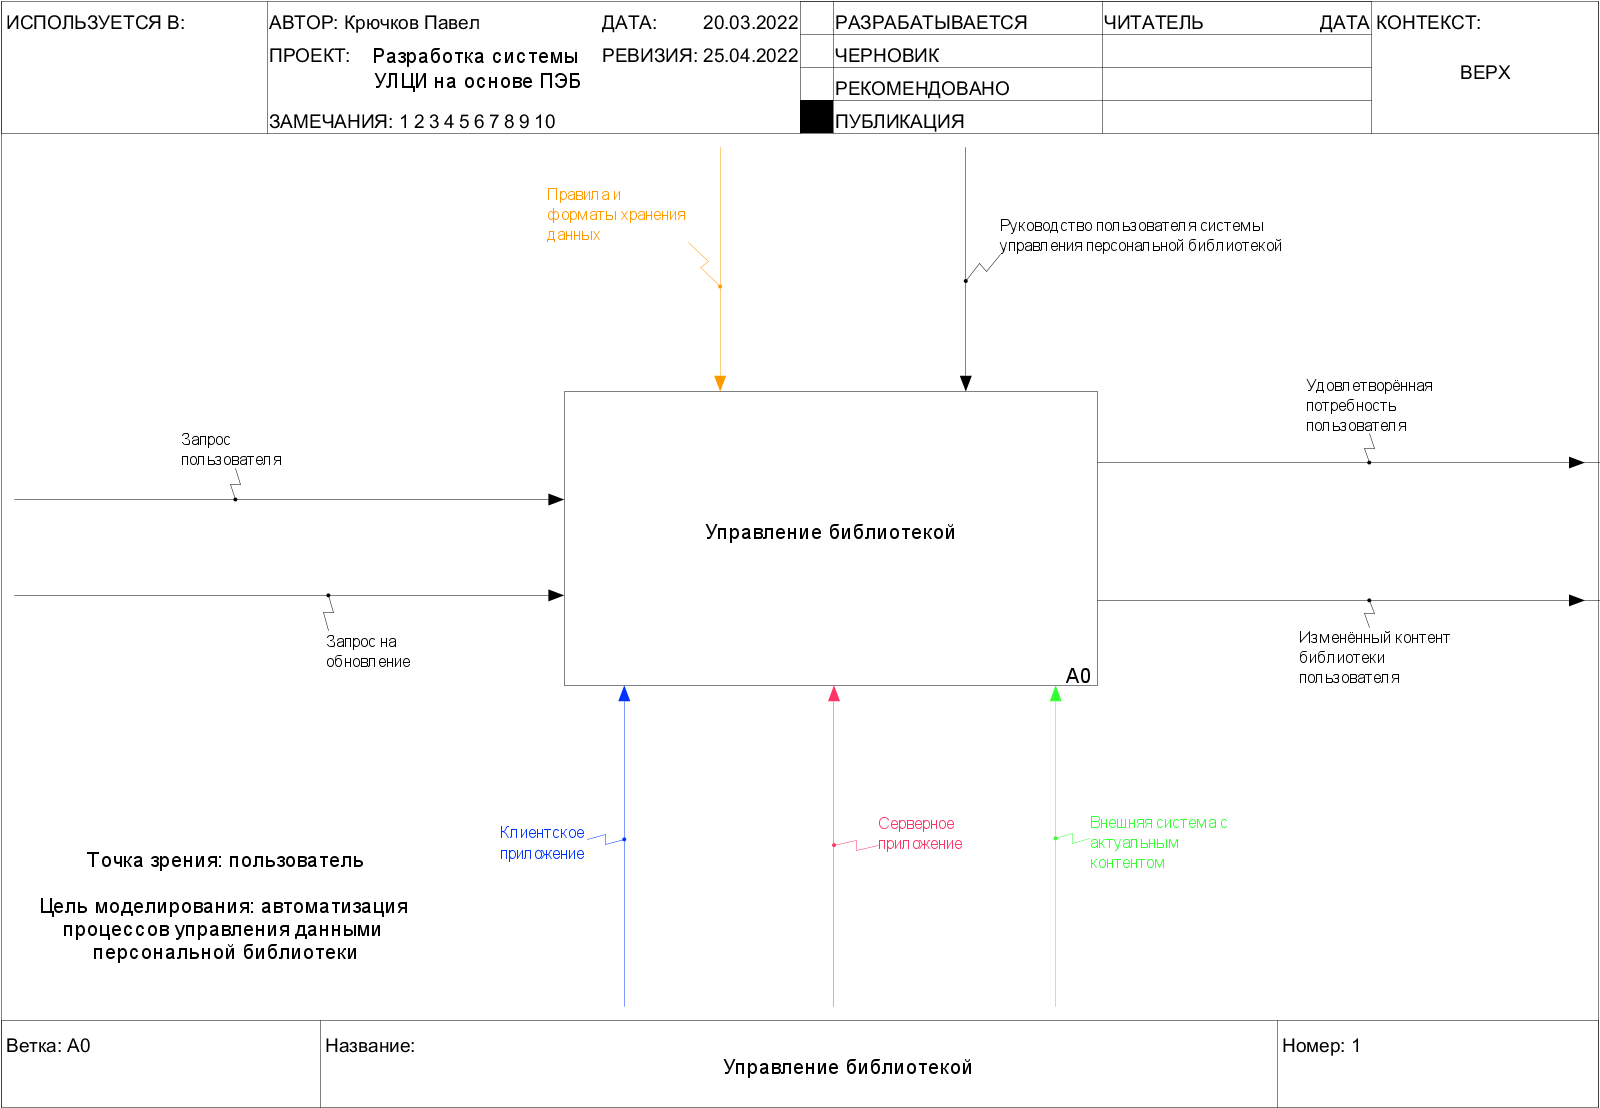 ИСПОЛЬЗУЕТСЯ В:
АВТОР: Крючков Павел
ДАТА: 20.03.2022
ПРОЕКТ: Разработка системы
УЛЦИ на основе ПЭБ
РЕВИЗИЯ: 25.04.2022
ЗАМЕЧАНИЯ: 1 2 3 4 5 6 7 8 9 10
РАЗРАБАТЫВАЕТСЯ
ЧЕРНОВИК
РЕКОМЕНДОВАНО
ПУБЛИКАЦИЯ
ЧИТАТЕЛЬ ДАТА
КОНТЕКСТ:
ВЕРХ
Правила и
форматы хранения
данных
Руководство пользователя системы
управления персональной библиотекой
Запрос
пользователя
Запрос на
обновление
Управление библиотекой
A0
Удовлетворённая
потребность
пользователя
Изменённый контент
библиотеки
пользователя
Клиентское
приложение
Серверное
приложение
Внешняя система с
актуальным
контентом
Точка зрения: пользователь
Цель моделирования: автоматизация
процессов управления данными
персональной библиотеки
Ветка: A0
Название:
Управление библиотекой
Номер: 1